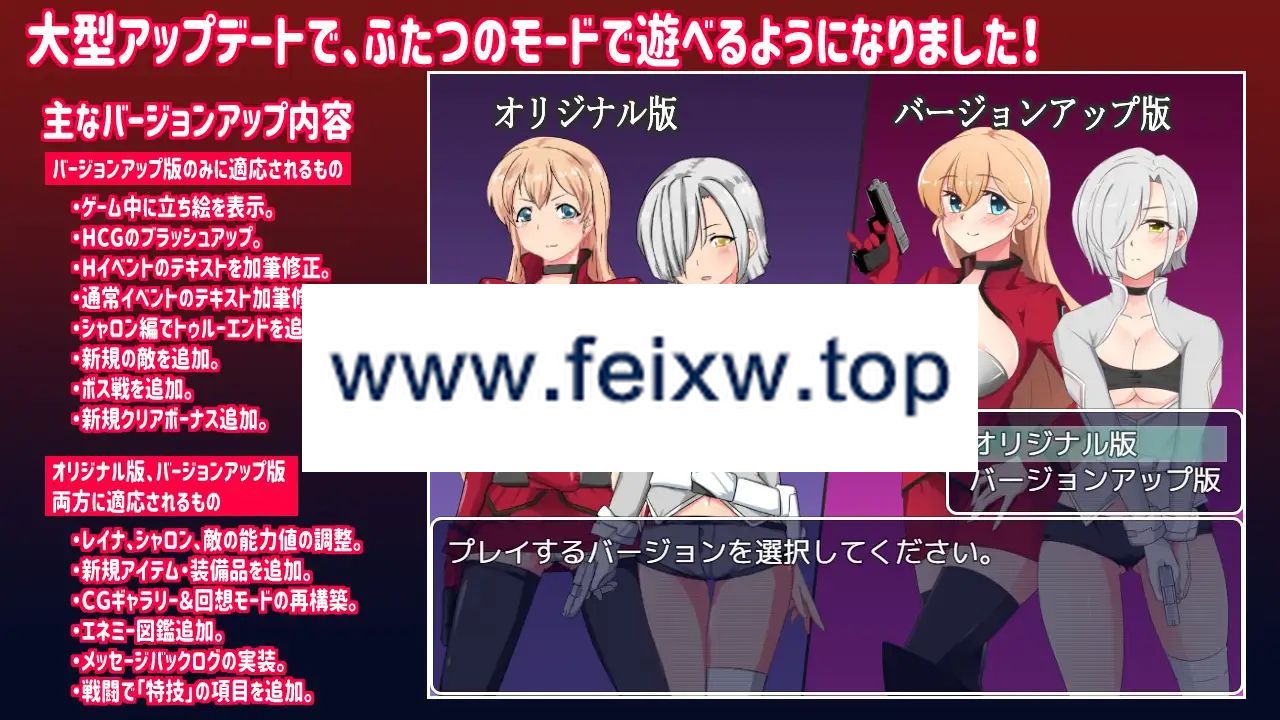 大型アップデートで、ふたつのモードで遊べるようになりました!
主なバージョンアップ内容
バージョンアップ版のみに適応されるもの
・ゲーム中に立ち絵を表示。
・HCGのブラッシュアップ。
・Hイベントのテキストを加筆修正。
・通常イベントのテキスト加筆修
・シャロン編でトゥルーエンドを追
・新規の敵を追加。
・ボス戦を追加。
・新規クリアボーナス追加。
オリジナル版、バージョンアップ版
両方に適応されるもの
・レイナ、シャロン、敵の能力値の調整。
・新規アイテム・装備品を追加。
・CGギャラリー&回想モードの再構築。
・エネミー図鑑追加。
・メッセージバックログの実装。
・戦闘で「特技」の項目を追加。
オリジナル版
バージョンアップ版
www.feixw.top
オリジナル版
バージョンアップ版
プレイするバージョンを選択してください。